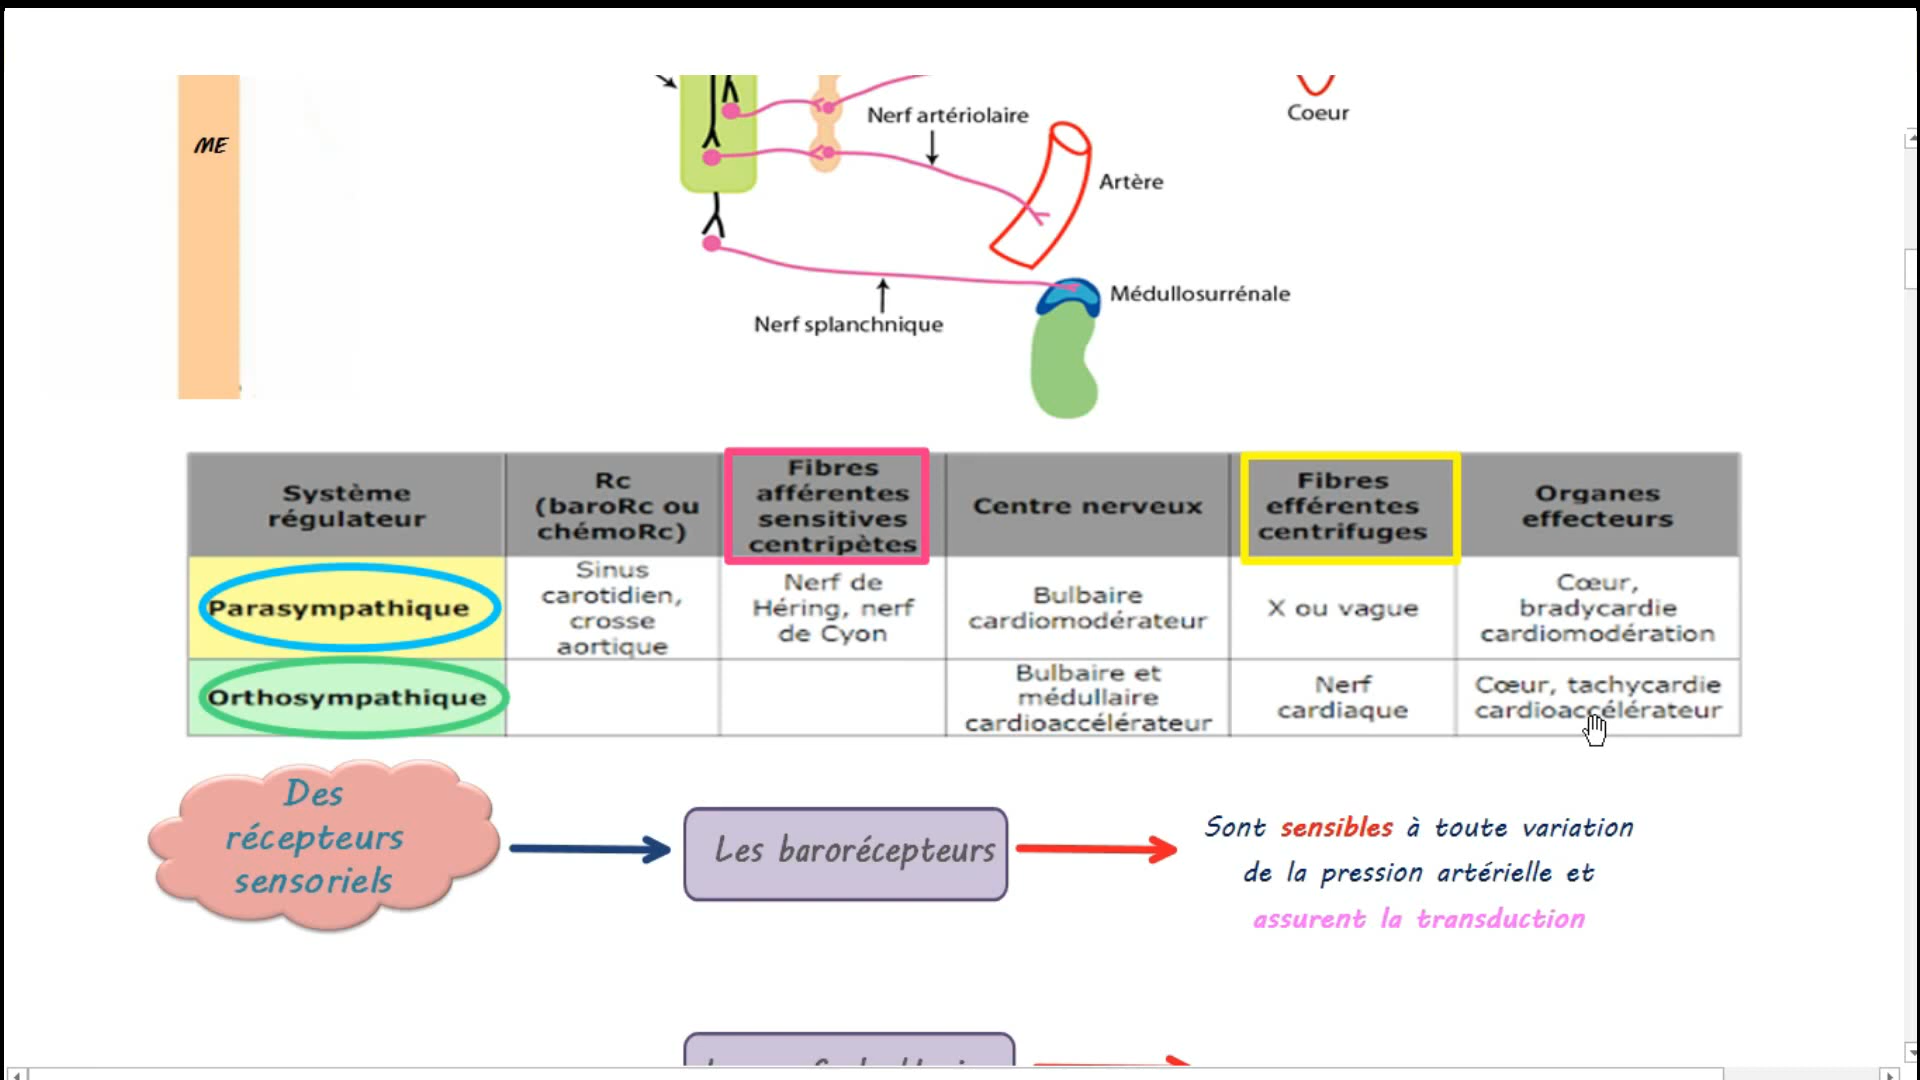 ME
Nerf artériolaire
Coeur
Artère
Médullosurrénale
Nerf splanchnique
Système
régulateur
Rc
(baroRc ou
chémoRc)
Fibres
afférentes
sensitives
centripètes
Centre nerveux
Fibres
efférentes
centrifuges
Organes
effecteurs
Parasympathique
Sinus
carotidien,
crosse
aortique
Nerf de
Héring, nerf
de Cyon
Bulbaire
cardiomodérateur
X ou vague
Cœur,
bradycardie
cardiomodération
Orthosympathique
Bulbaire et
médullaire
cardioaccélérateur
Nerf
cardiaque
Cœur, tachycardie
cardioaccélérateur
Des
récepteurs
sensoriels
Les barorécepteurs
Sont sensibles à toute variation
de la pression artérielle et
assurent la transduction